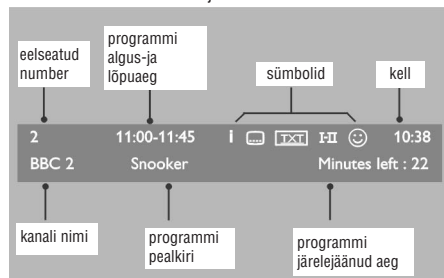 eelseatud
number
programmi
algus-ja
lõpuaeg
sümbolid
kell
2 11:00-11:45 i TXT I-II 10:38
BBC 2 Snooker Minutes left : 22
kanali nimi
programmi
pealkiri
programmi
järelejäänud aeg